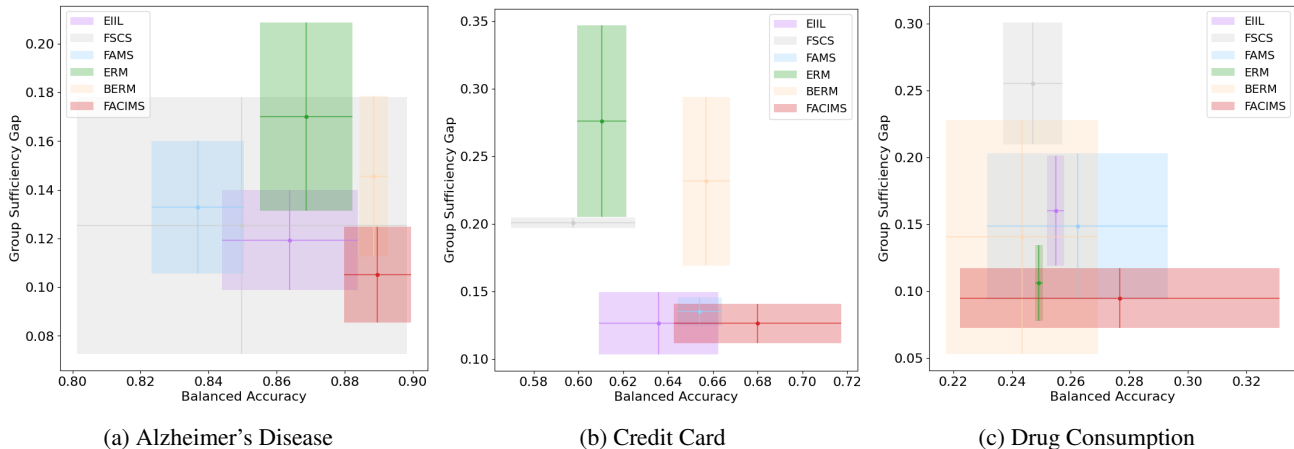 0.20
0.18
0.16
0.14
0.12
0.10
0.08
Group Sufficiency Gap
EIIL
FSCS
FAMS
ERM
BERM
FACIMS
0.80 0.82 0.84 0.86 0.88 0.90
Balanced Accuracy
(a) Alzheimer's Disease
0.35
0.30
0.25
0.20
0.15
0.10
Group Sufficiency Gap
EIIL
FSCS
FAMS
ERM
BERM
FACIMS
0.58 0.60 0.62 0.64 0.66 0.68 0.70 0.72
Balanced Accuracy
(b) Credit Card
0.30
0.25
0.20
0.15
0.10
0.05
Group Sufficiency Gap
EIIL
FSCS
FAMS
ERM
BERM
FACIMS
0.22 0.24 0.26 0.28 0.30 0.32
Balanced Accuracy
(c) Drug Consumption